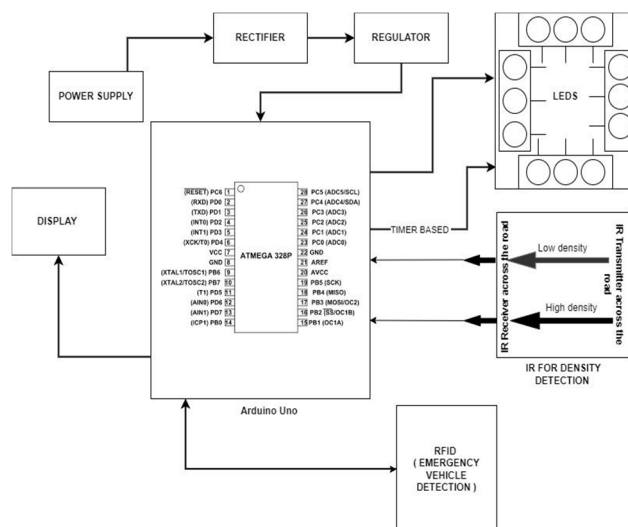 RECTIFIER
REGULATOR
POWER SUPPLY
LEDS
DISPLAY
TIMER BASED
(RESET) PC6 1
(RXD) PD0 2
(TXD) PD1 3
(INT0) PD2 4
(INT1) PD3 5
(XCK/T0) PD4 6
VCC 7
GND 8
(XTAL1/TOSC1) PB6 9
(XTAL2/TOSC2) PB7 10
(T1) PD5 11
(AIN0) PD6 12
(AIN1) PD7 13
(ICP1) PB0 14
ATMEGA 328P
28 PC5 (ADC5/SCL)
27 PC4 (ADC4/SDA)
26 PC3 (ADC3)
25 PC2 (ADC2)
24 PC1 (ADC1)
23 PC0 (ADC0)
22 GND
21 AREF
20 AVCC
19 PB5 (SCK)
18 PB4 (MISO)
17 PB3 (MOSI/OC2)
16 PB2 (SS/OC1B)
15 PB1 (OC1A)
Arduino Uno
IR Receiver across the road
Low density
High density
IR Transmitter across the
road
IR FOR DENSITY
DETECTION
RFID
( EMERGENCY
VEHICLE
DETECTION )